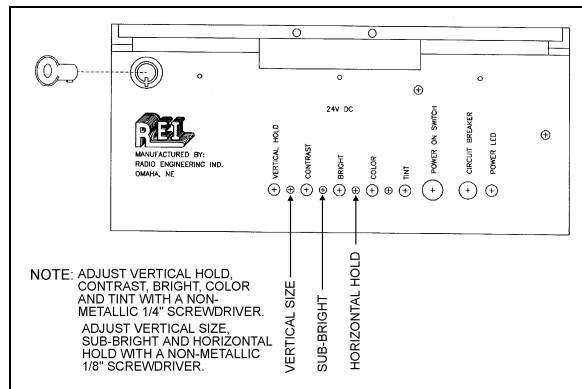 24V DC
REI
MANUFACTURED BY:
RADIO ENGINEERING IND.
OMAHA, NE
VERTICAL HOLD
CONTRAST
BRIGHT
COLOR
TINT
POWER ON SWITCH
CIRCUIT BREAKER
POWER LED
VERTICAL SIZE
SUB-BRIGHT
HORIZONTAL HOLD
NOTE: ADJUST VERTICAL HOLD,
CONTRAST, BRIGHT, COLOR
AND TINT WITH A NON-
METALLIC 1/4" SCREWDRIVER.
ADJUST VERTICAL SIZE,
SUB-BRIGHT AND HORIZONTAL
HOLD WITH A NON-METALLIC
1/8" SCREWDRIVER.